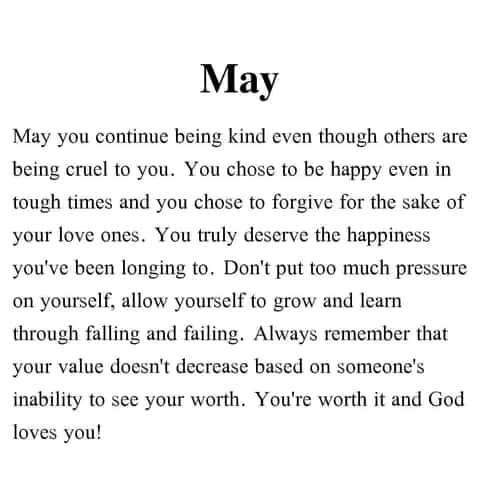 May
May you continue being kind even though others are
being cruel to you. You chose to be happy even in
tough times and you chose to forgive for the sake of
your love ones. You truly deserve the happiness
you've been longing to. Don't put too much pressure
on yourself, allow yourself to grow and learn
through falling and failing. Always remember that
your value doesn't decrease based on someone's
inability to see your worth. You're worth it and God
loves you!